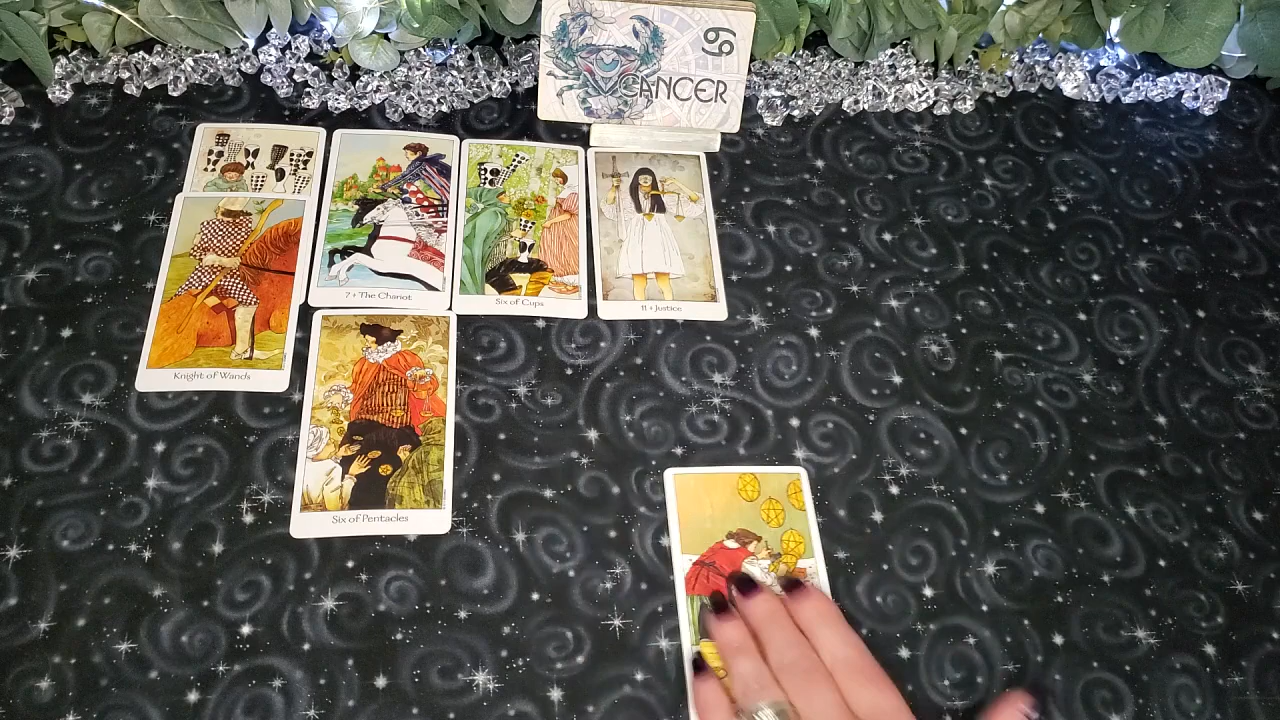 CANCER
7 + The Chariot
Six of Cups
11 + Justice
Knight of Wands
Six of Pentacles